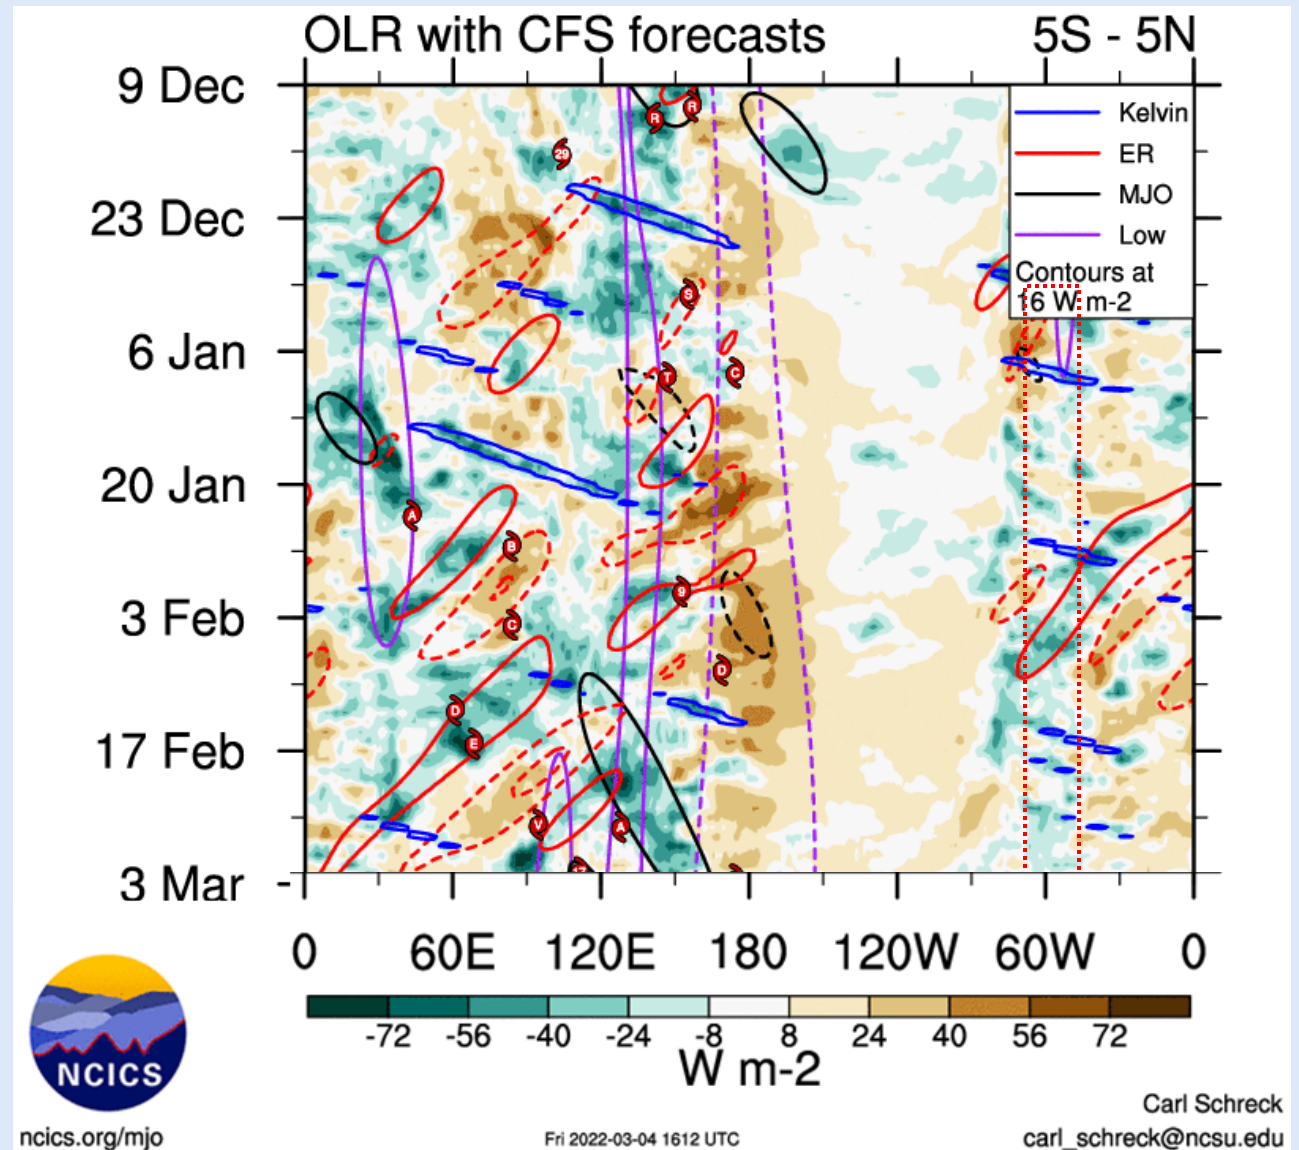 OLR with CFS forecasts 5S - 5N
9 Dec
23 Dec
6 Jan
20 Jan
3 Feb
17 Feb
3 Mar
Kelvin
ER
MJO
Low
Contours at
16 W m-2
R
R
29
S
T
C
A
B
9
C
D
D
E
V
A
0 60E 120E 180 120W 60W 0
-72 -56 -40 -24 -8 8 24 40 56 72
W m-2
NCICS
Carl Schreck
ncics.org/mjo Fri 2022-03-04 1612 UTC carl_schreck@ncsu.edu